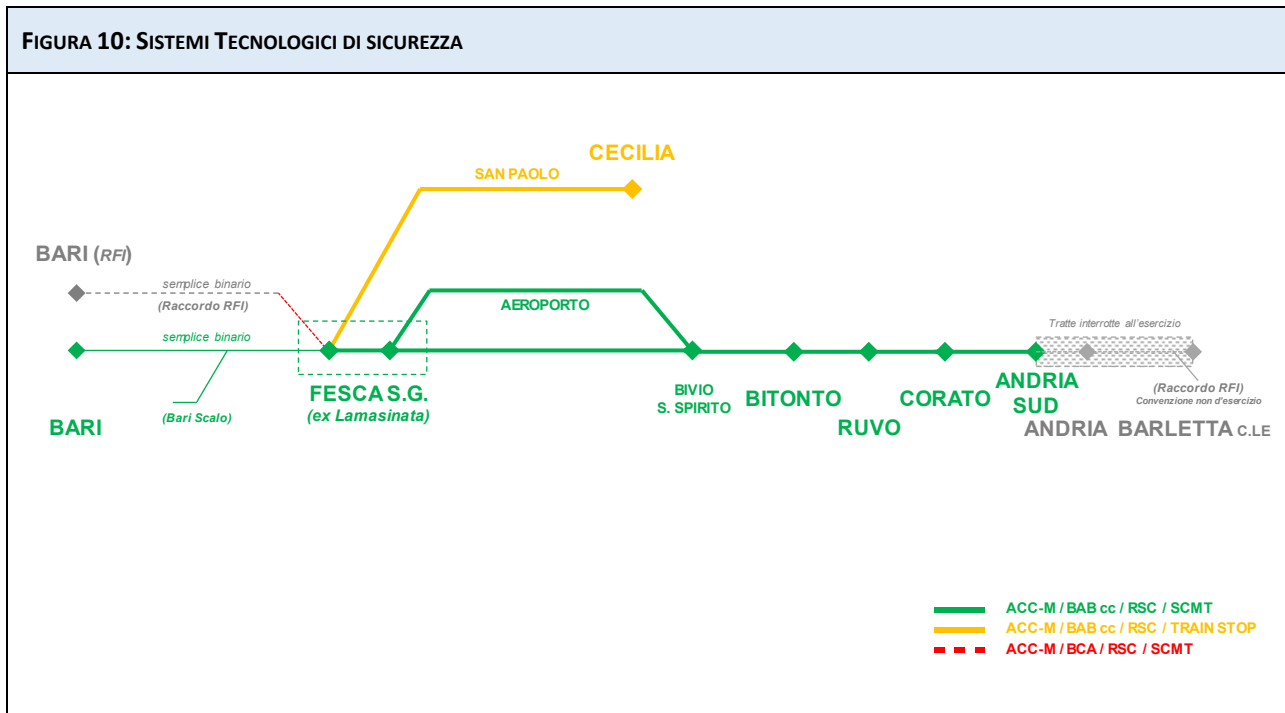 FIGURA 10: SISTEMI TECNOLOGICI DI SICUREZZA
CECILIA
SAN PAOLO
BARI (RFI)
semplice binario
(Raccordo RFI)
AEROPORTO
semplice binario
Tratte interrotte all'esercizio
FESCA S.G.
(ex Lamasinata)
(Bari Scalo)
BARI
BIVIO
S. SPIRITO
BITONTO
RUVO
CORATO
ANDRIA
SUD
(Raccordo RFI)
Convenzione non d'esercizio
ANDRIA
BARLETTA C.LE
ACC-M / BAB cc / RSC / SCMT
ACC-M / BAB cc / RSC / TRAIN STOP
ACC-M / BCA / RSC / SCMT